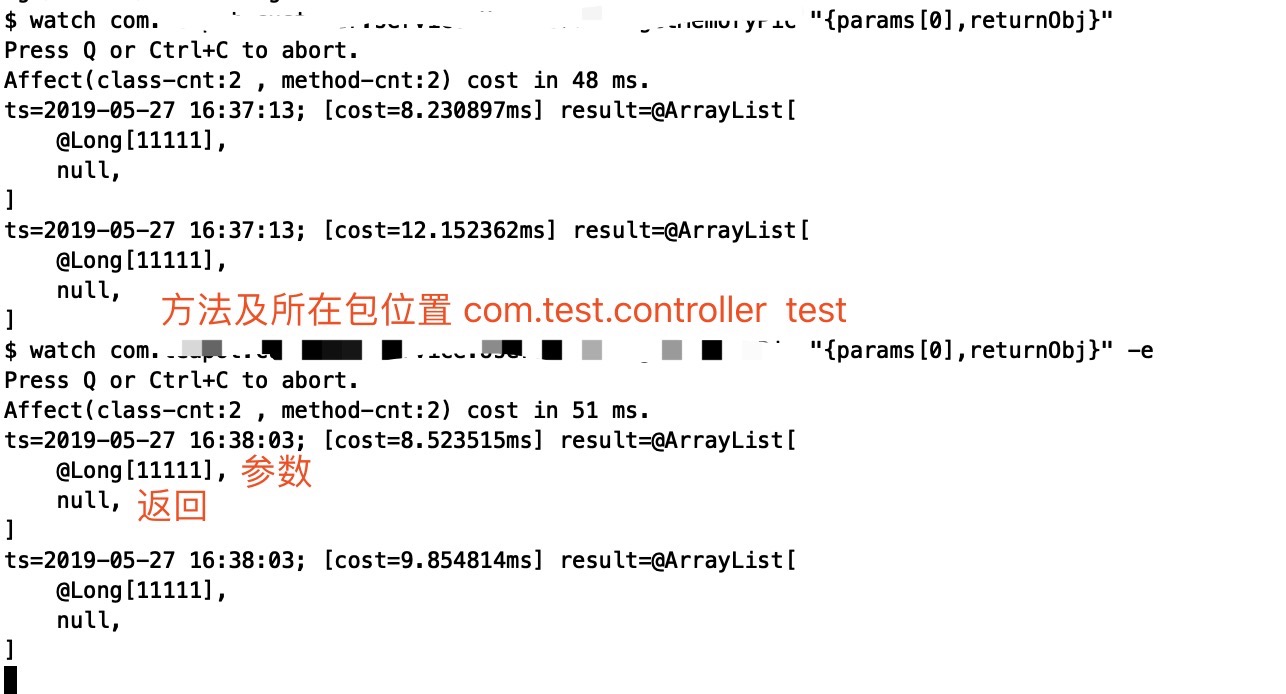 $ watch com. "{params[0],returnObj}"
Press Q or Ctrl+C to abort.
Affect(class-cnt:2 , method-cnt:2) cost in 48 ms.
ts=2019-05-27 16:37:13; [cost=8.230897ms] result=@ArrayList[
    @Long[11111],
    null,
]
ts=2019-05-27 16:37:13; [cost=12.152362ms] result=@ArrayList[
    @Long[11111],
    null,
方法及所在包位置 com.test.controller  test
]
$ watch com. "{params[0],returnObj}" -e
Press Q or Ctrl+C to abort.
Affect(class-cnt:2 , method-cnt:2) cost in 51 ms.
ts=2019-05-27 16:38:03; [cost=8.523515ms] result=@ArrayList[
    @Long[11111], 参数
    null, 返回
]
ts=2019-05-27 16:38:03; [cost=9.854814ms] result=@ArrayList[
    @Long[11111],
    null,
]